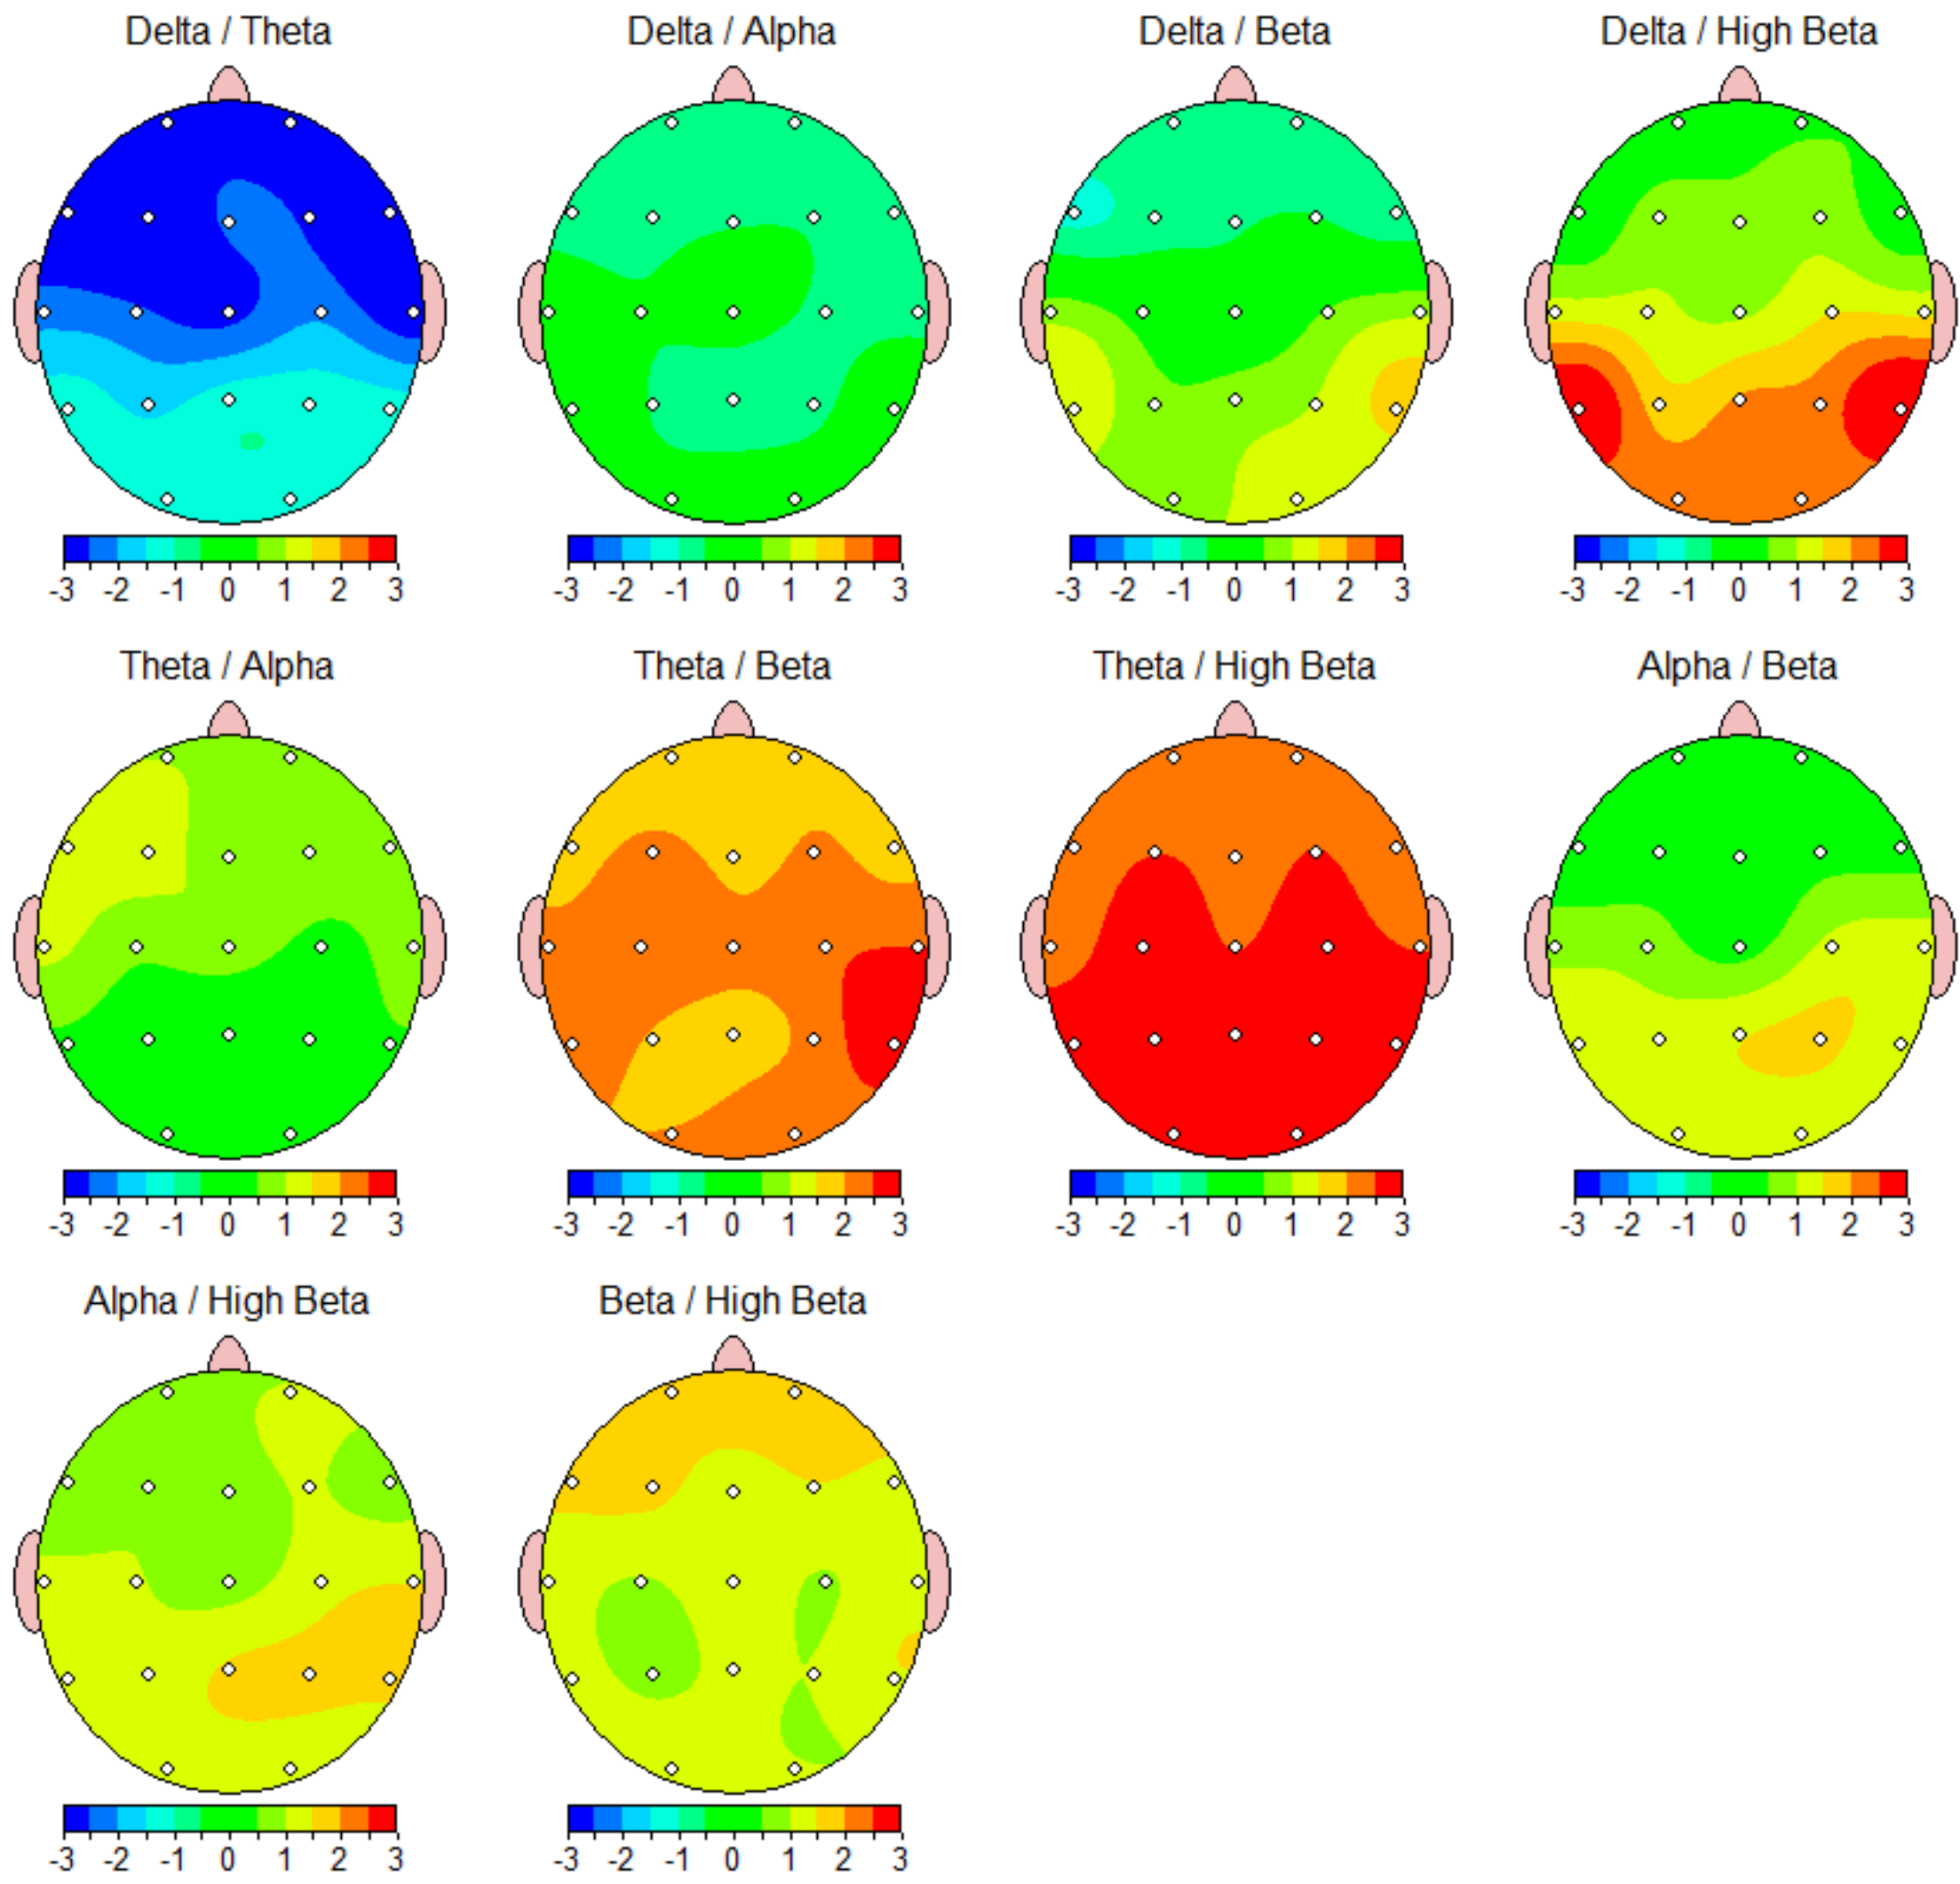 Delta / Theta
Delta / Alpha
Delta / Beta
Delta / High Beta
-3 -2 -1 0 1 2 3
-3 -2 -1 0 1 2 3
-3 -2 -1 0 1 2 3
-3 -2 -1 0 1 2 3
Theta / Alpha
Theta / Beta
Theta / High Beta
Alpha / Beta
-3 -2 -1 0 1 2 3
-3 -2 -1 0 1 2 3
-3 -2 -1 0 1 2 3
-3 -2 -1 0 1 2 3
Alpha / High Beta
Beta / High Beta
-3 -2 -1 0 1 2 3
-3 -2 -1 0 1 2 3